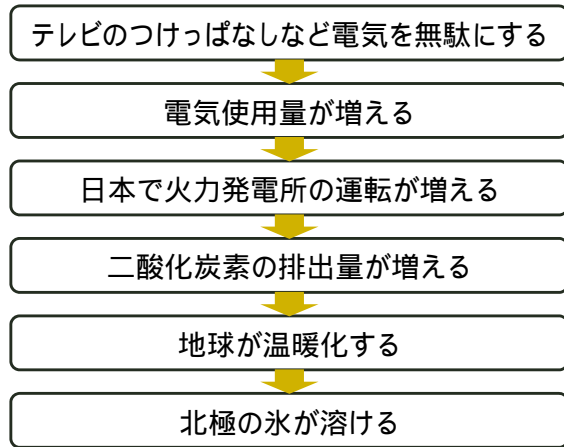 テレビのつけっぱなしなど電気を無駄にする
電気使用量が増える
日本で火力発電所の運転が増える
二酸化炭素の排出量が増える
地球が温暖化する
北極の氷が溶ける